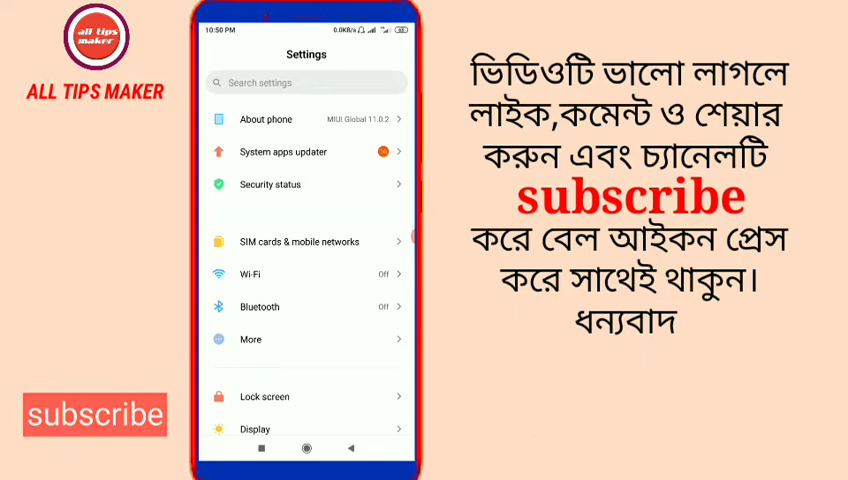 all tips
maker
ALL TIPS MAKER
subscribe
10:50 PM
0.0KB/s
Settings
Search settings
About phone MIUI Global 11.0.2
System apps updater
Security status
SIM cards & mobile networks
Wi-Fi Off
Bluetooth Off
More
Lock screen
Display
ভিডিওটি ভালো লাগলে
লাইক,কমেন্ট ও শেয়ার
করুন এবং চ্যানেলটি
subscribe
করে বেল আইকন প্রেস
করে সাথেই থাকুন।
ধন্যবাদ